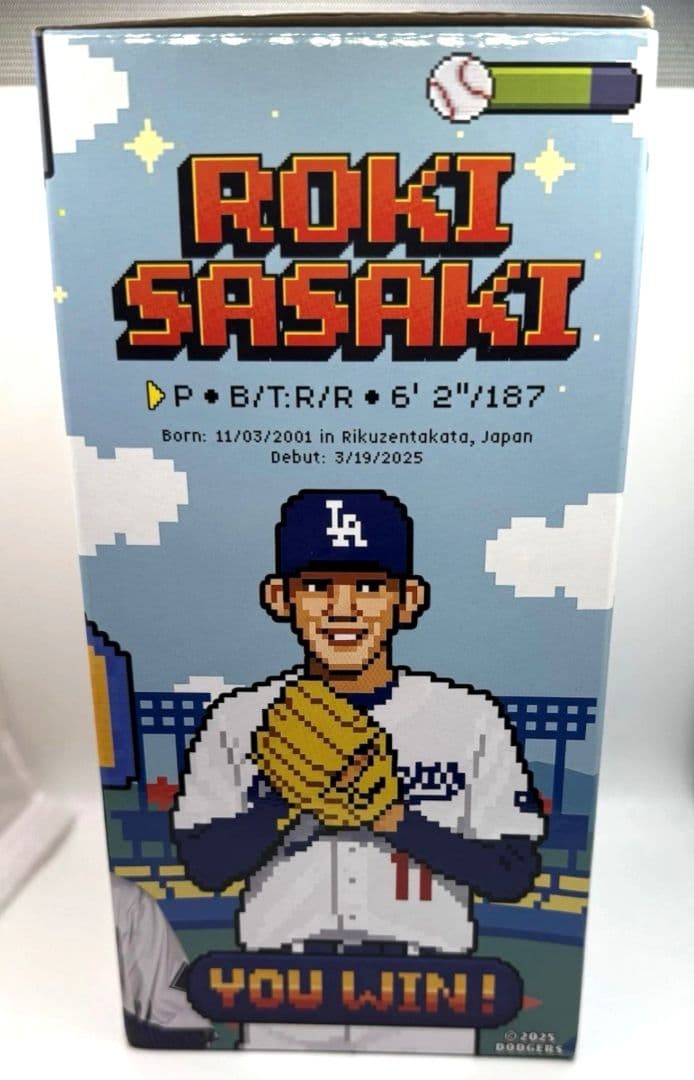 ROKI
SASAKI
P • B/T:R/R • 6' 2"/187
Born: 11/03/2001 in Rikuzentakata, Japan
Debut: 3/19/2025
LA
11
YOU WIN!
©2025
DODGERS